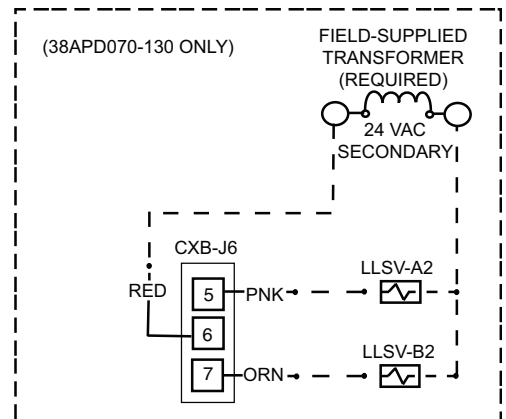 (38APD070-130 ONLY)
FIELD-SUPPLIED
TRANSFORMER
(REQUIRED)
24 VAC
SECONDARY
CXB-J6
RED
5
PNK
LLSV-A2
6
7
ORN
LLSV-B2